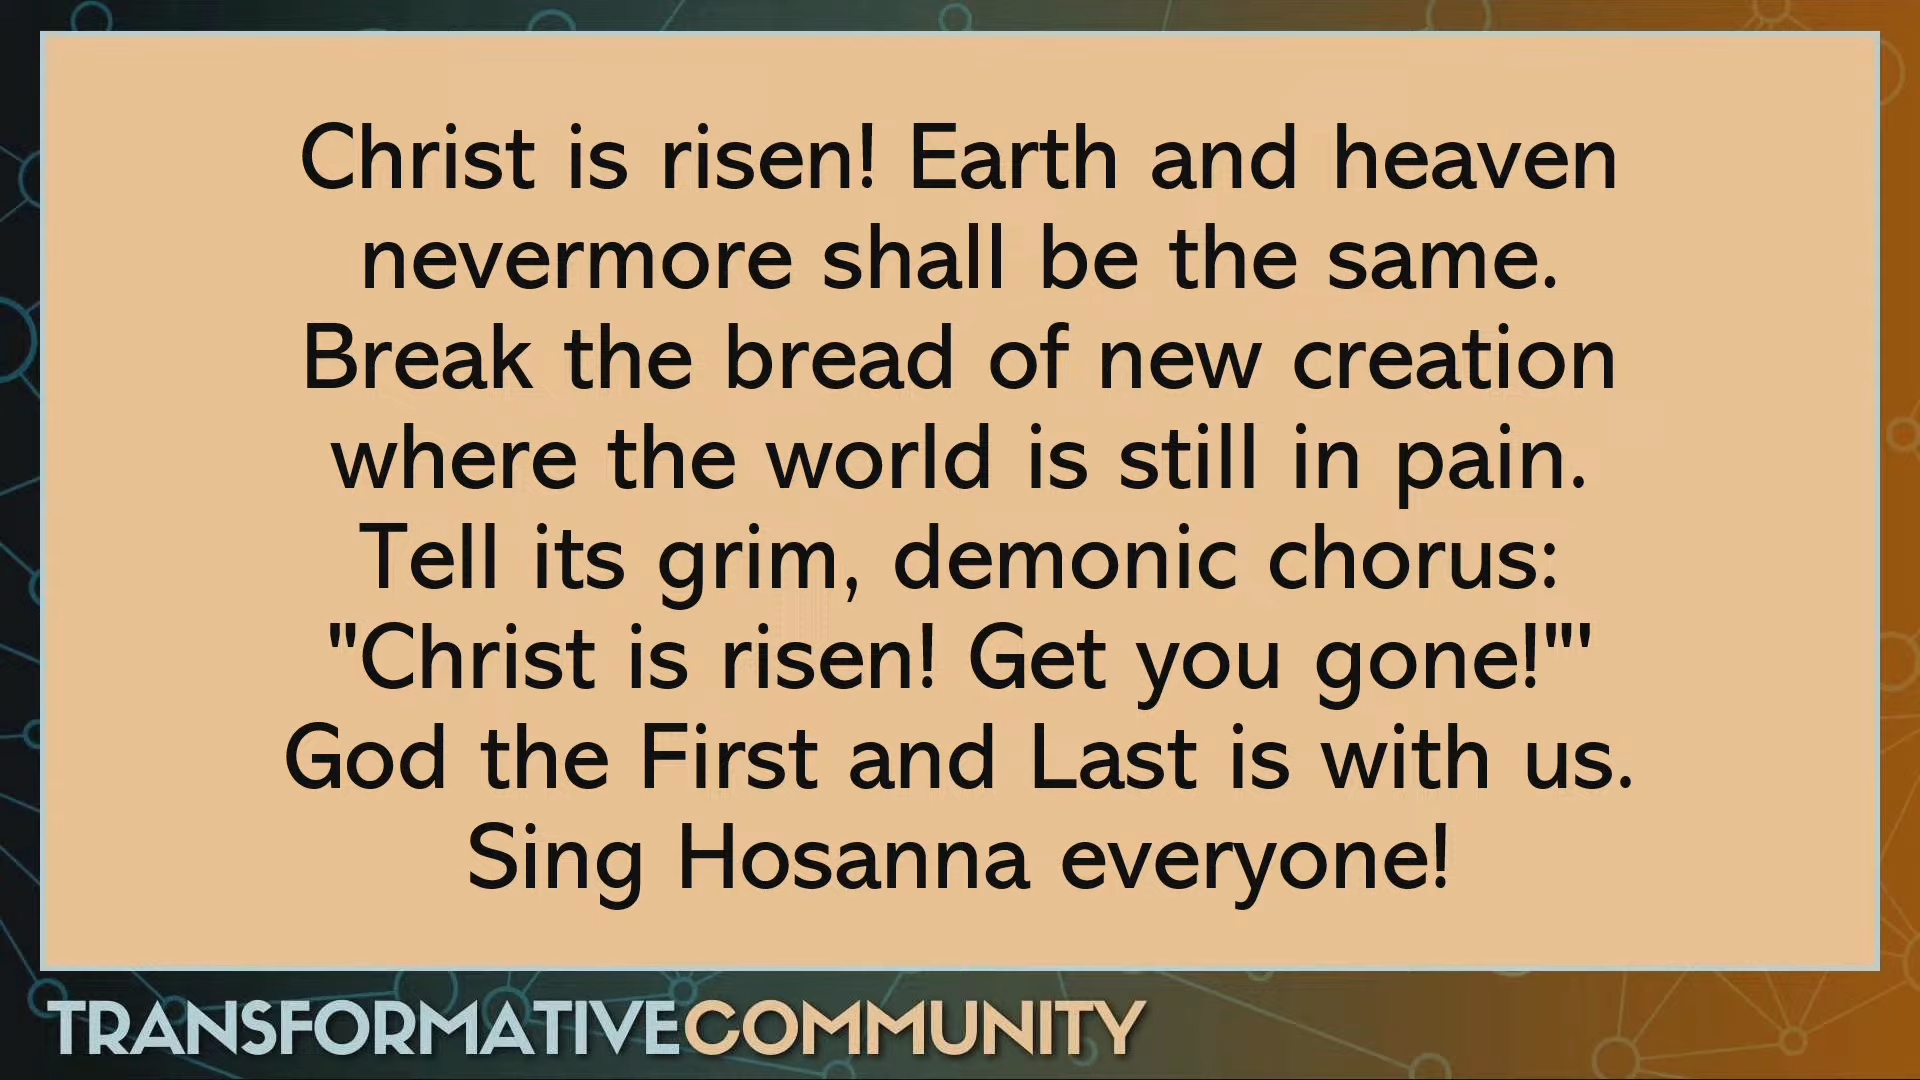 Christ is risen! Earth and heaven
nevermore shall be the same.
Break the bread of new creation
where the world is still in pain.
Tell its grim, demonic chorus:
"Christ is risen! Get you gone!"'
God the First and Last is with us.
Sing Hosanna everyone!
TRANSFORMATIVECOMMUNITY